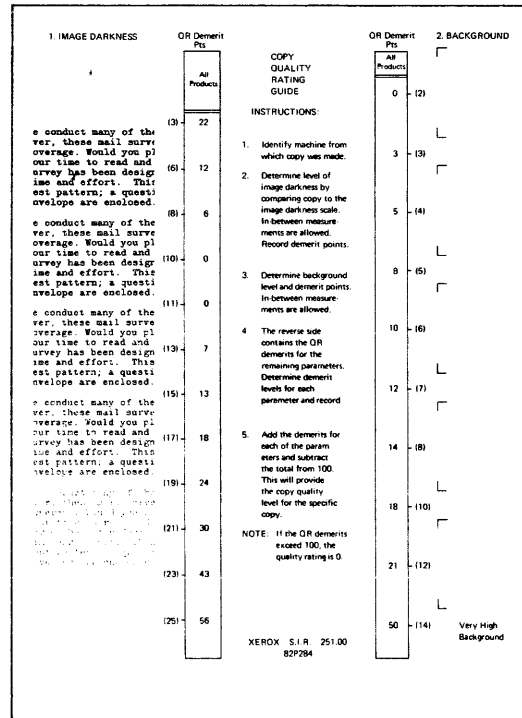 1. IMAGE DARKNESS
QR Demerit
Pts
All
Products
(3) 22
(6) 12
(8) 6
(10) 0
(11) 0
(13) 7
(15) 13
(17) 18
(19) 24
(21) 30
(23) 43
(25) 56
e conduct many of the
ver, these mail surve
overage. Would you pl
our time to read and
urvey has been design
ime and effort. This
est pattern; a questi
nvelope are enclosed.
e conduct many of the
ver, these mail surve
overage. Would you pl
our time to read and
urvey has been design
ime and effort. This
est pattern; a questi
nvelope are enclosed.
e conduct many of the
ver, these mail surve
overage. Would you pl
our time to read and
urvey has been design
ime and effort. This
est pattern; a questi
nvelope are enclosed.
e conduct many of the
ver, these mail surve
overage. Would you pl
our time to read and
urvey has been design
ime and effort. This
est pattern; a questi
nvelope are enclosed.
COPY
QUALITY
RATING
GUIDE
INSTRUCTIONS:
1. Identify machine from
which copy was made.
2. Determine level of
image darkness by
comparing copy to the
image darkness scale.
In-between measure-
ments are allowed.
Record demerit points.
3. Determine background
level and demerit points.
In-between measure-
ments are allowed.
4 The reverse side
contains the QR
demerits for the
remaining parameters.
Determine demerit
levels for each
parameter and record
5. Add the demerits for
each of the param
eters and subtract
the total from 100.
This will provide
the copy quality
level for the specific
copy.
NOTE: If the QR demerits
exceed 100, the
quality rating is 0.
XEROX S.I.R. 251.00
82P284
QR Demerit
Pts
All
Products
0 (2)
3 (3)
5 (4)
8 (5)
10 (6)
12 (7)
14 (8)
18 (10)
21 (12)
50 (14)
2. BACKGROUND
Very High
Background